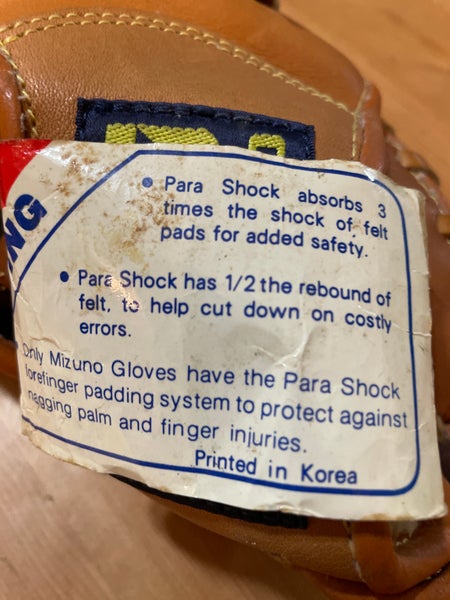 NG
• Para Shock absorbs 3
times the shock of felt
pads for added safety.
• Para Shock has 1/2 the rebound of
felt, to help cut down on costly
errors.
Only Mizuno Gloves have the Para Shock
forefinger padding system to protect against
nagging palm and finger injuries.
Printed in Korea